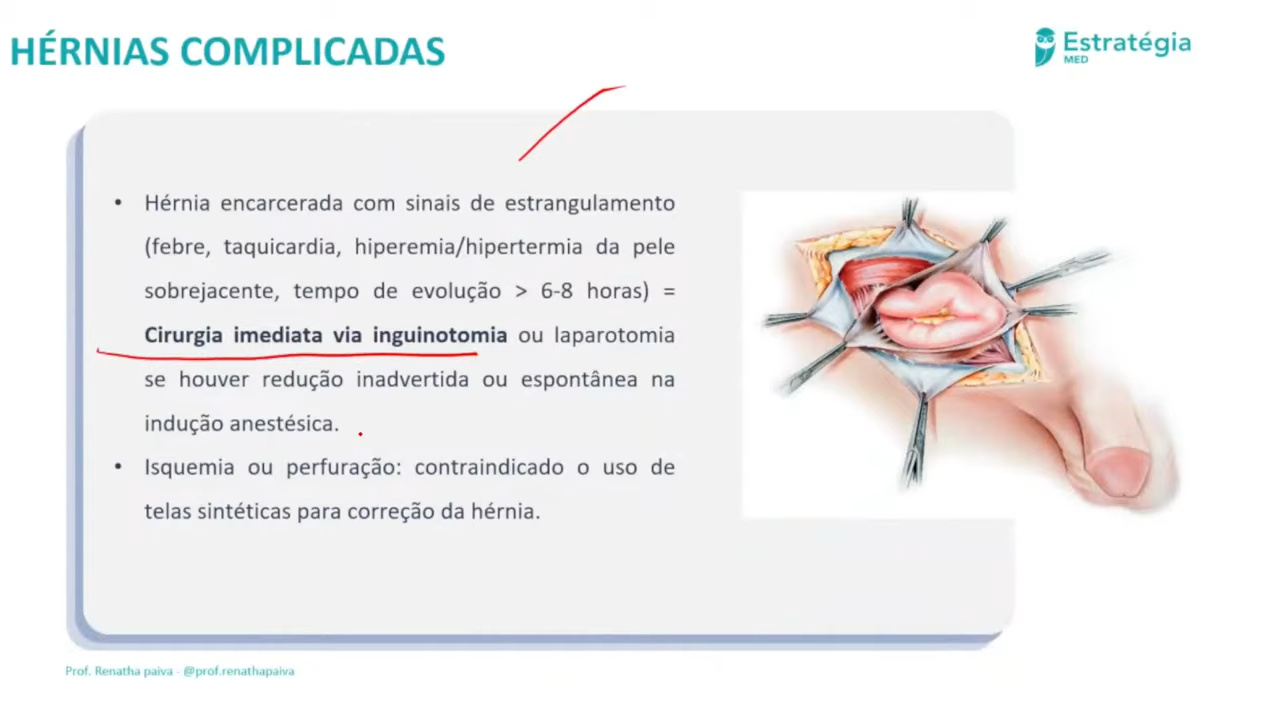 HÉRNIAS COMPLICADAS
Estratégia
MED
• Hérnia encarcerada com sinais de estrangulamento
(febre, taquicardia, hiperemia/hipertermia da pele
sobrejacente, tempo de evolução > 6-8 horas) =
Cirurgia imediata via inguinotomia ou laparotomia
se houver redução inadvertida ou espontânea na
indução anestésica.
• Isquemia ou perfuração: contraindicado o uso de
telas sintéticas para correção da hérnia.
Prof. Renatha paiva - @prof.renathapaiva